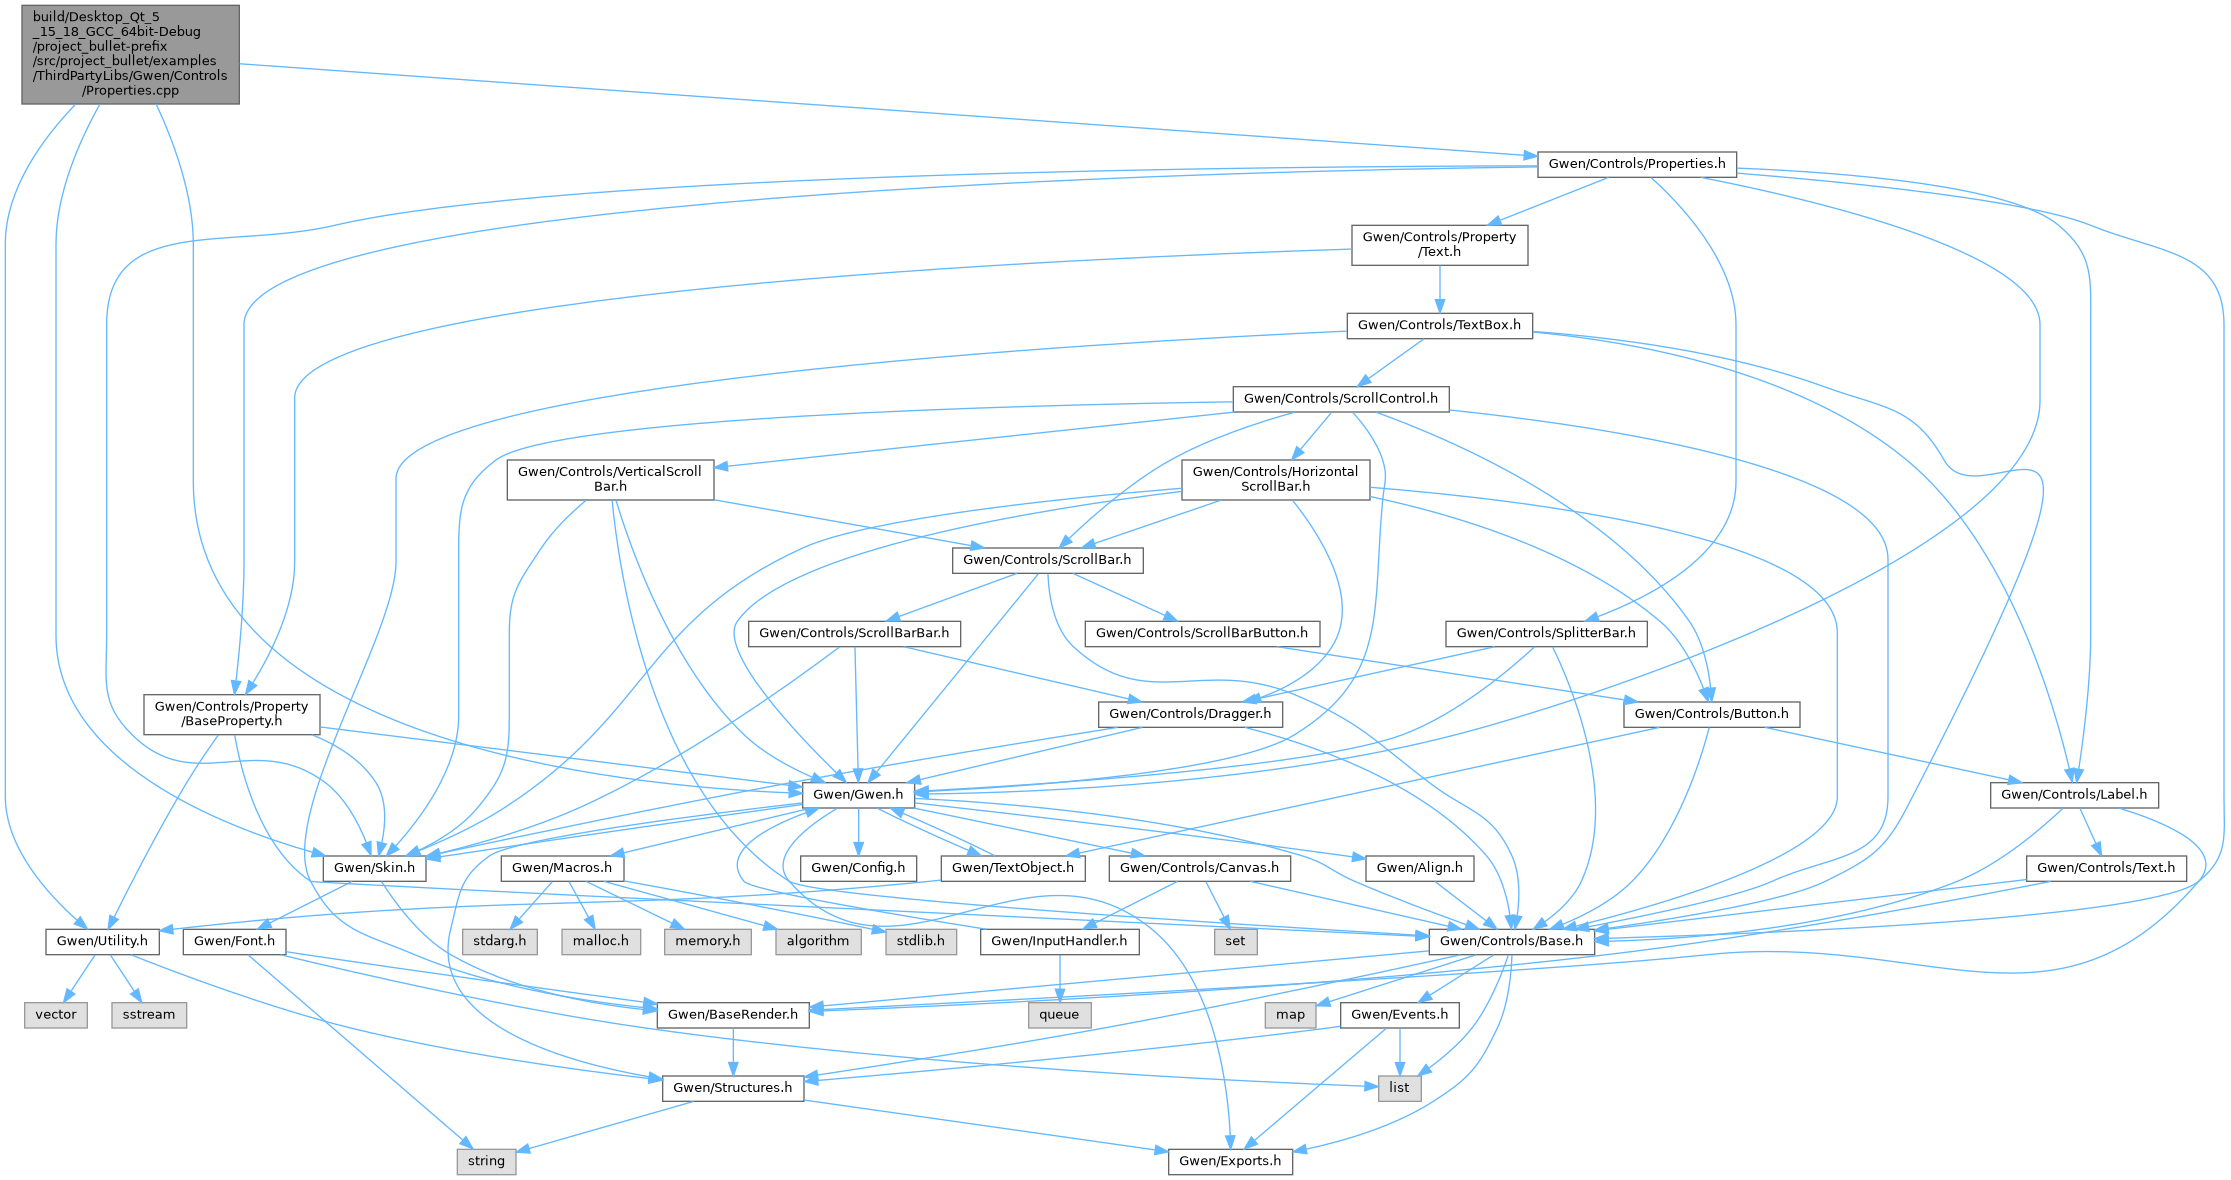 build/Desktop_Qt_5
_15_18_GCC_64bit-Debug
/project_bullet-prefix
/src/project_bullet/examples
/ThirdPartyLibs/Gwen/Controls
/Properties.cpp
Gwen/Controls/Properties.h
Gwen/Controls/Property
/Text.h
Gwen/Controls/TextBox.h
Gwen/Controls/ScrollControl.h
Gwen/Controls/VerticalScroll
Bar.h
Gwen/Controls/Horizontal
ScrollBar.h
Gwen/Controls/ScrollBar.h
Gwen/Controls/ScrollBarBar.h
Gwen/Controls/ScrollBarButton.h
Gwen/Controls/SplitterBar.h
Gwen/Controls/Property
/BaseProperty.h
Gwen/Controls/Dragger.h
Gwen/Controls/Button.h
Gwen/Gwen.h
Gwen/Controls/Label.h
Gwen/Skin.h
Gwen/Macros.h
Gwen/Config.h
Gwen/TextObject.h
Gwen/Controls/Canvas.h
Gwen/Align.h
Gwen/Controls/Text.h
Gwen/Utility.h
Gwen/Font.h
stdarg.h
malloc.h
memory.h
algorithm
stdlib.h
Gwen/InputHandler.h
set
Gwen/Controls/Base.h
vector
sstream
Gwen/BaseRender.h
queue
map
Gwen/Events.h
Gwen/Structures.h
list
string
Gwen/Exports.h